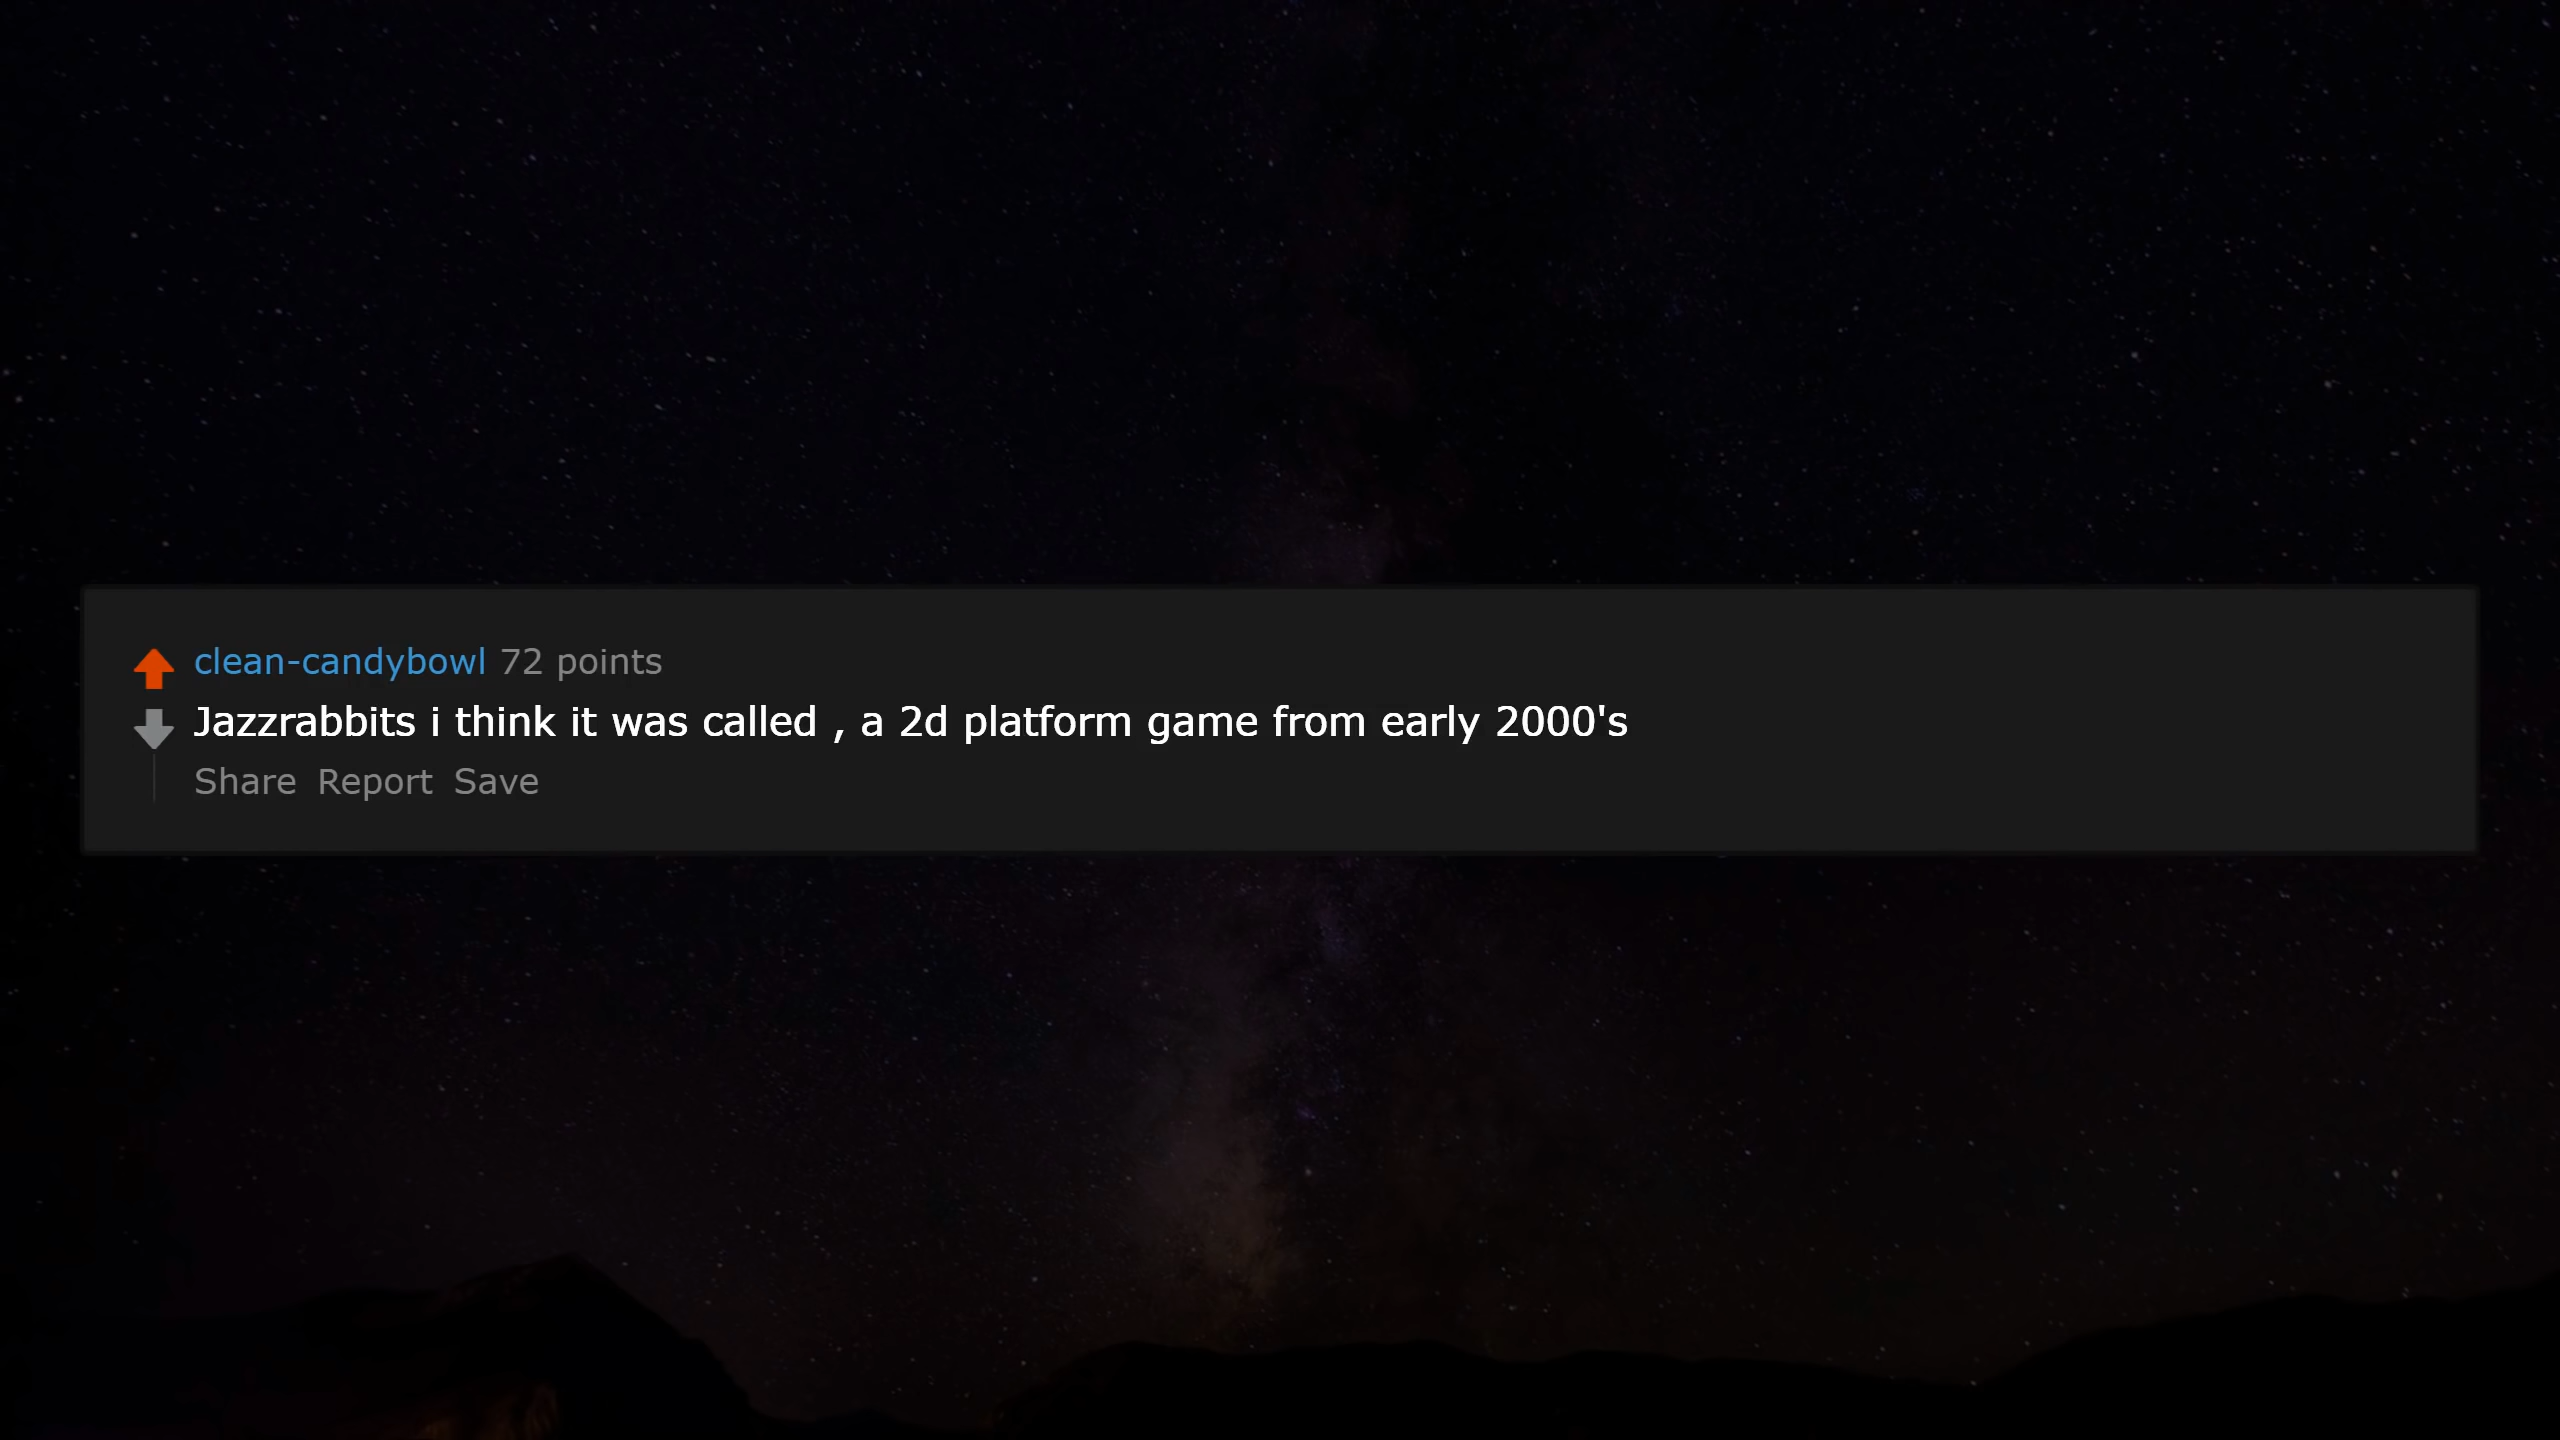 clean-candybowl 72 points
Jazzrabbits i think it was called , a 2d platform game from early 2000's
Share Report Save